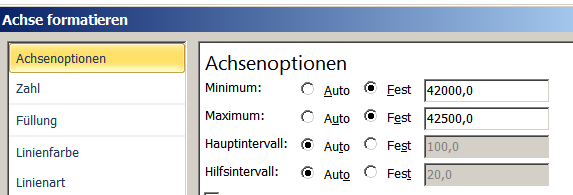 Achse formatieren
Achsenoptionen
Zahl
Füllung
Linienfarbe
Linienart
Achsenoptionen
Minimum: Auto Fest 42000,0
Maximum: Auto Fest 42500,0
Hauptintervall: Auto Fest 100,0
Hilfsintervall: Auto Fest 20,0